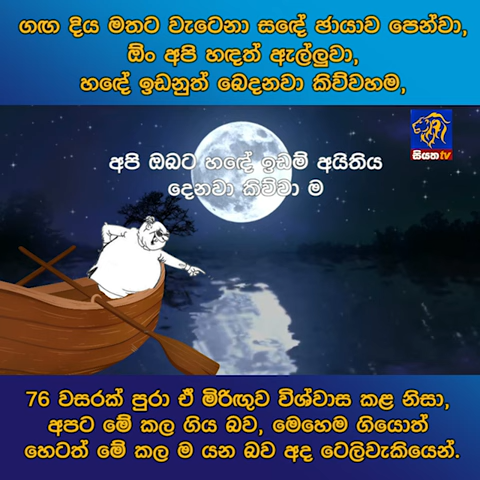 ගඟ දිය මතට වැටෙනා සඳේ ඡායාව පෙන්වා,
ඕං අපි හඳත් ඇල්ලුවා,
හඳේ ඉඩනුත් බෙදනවා කිව්වහම,
සියත tv
අපි ඔබට හඳේ ඉඩම් අයිතිය
දෙනවා කිව්වා ම
76 වසරක් පුරා ඒ මිරිඟුව විශ්වාස කළ නිසා,
අපට මේ කල ගිය බව, මෙහෙම ගියොත්
හෙටත් මේ කල ම යන බව අද ටෙලිවැකියෙන්.